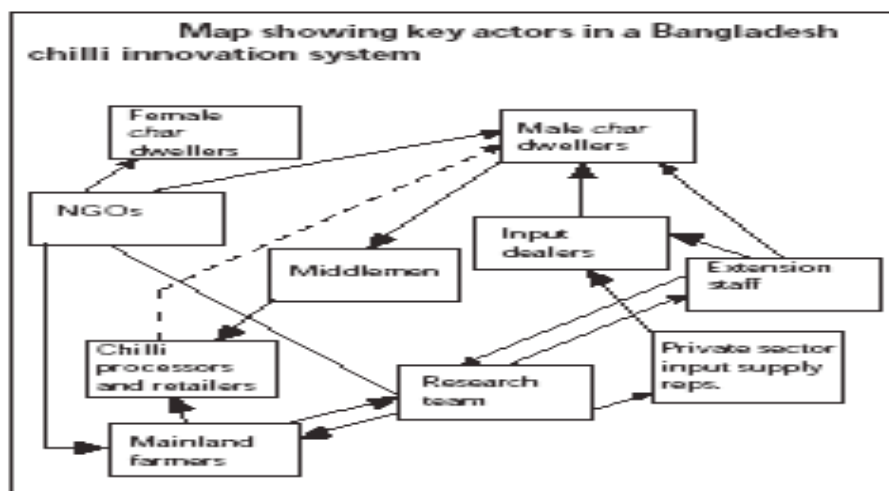 Map showing key actors in a Bangladesh
chilli innovation system
Female
char
dwellers
Male char
dwellers
NGOs
Input
dealers
Middlemen
Extension
staff
Chilli
processors
and retailers
Research
team
Private sector
input supply
reps.
Mainland
farmers